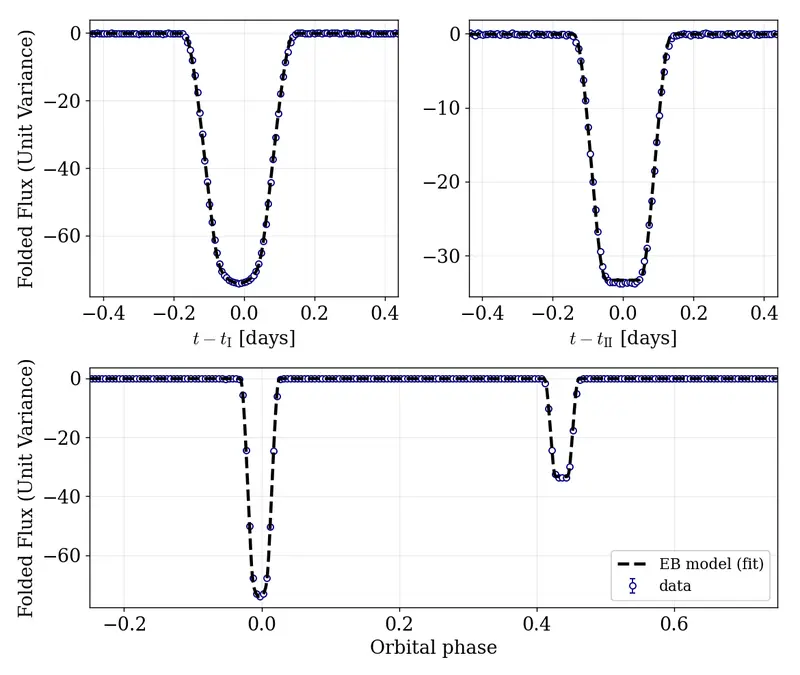 0
−20
−40
−60
−0.4 −0.2 0.0 0.2 0.4
t − tI [days]
Folded Flux (Unit Variance)
0
−10
−20
−30
−0.4 −0.2 0.0 0.2 0.4
t − tII [days]
0
−20
−40
−60
−0.2 0.0 0.2 0.4 0.6
Orbital phase
Folded Flux (Unit Variance)
EB model (fit)
data